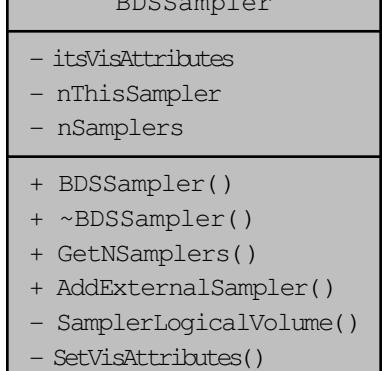 BDSSampler
- itsVisAttributes
- nThisSampler
- nSamplers
+ BDSSampler()
+ ~BDSSampler()
+ GetNSamplers()
+ AddExternalSampler()
- SamplerLogicalVolume()
- SetVisAttributes()